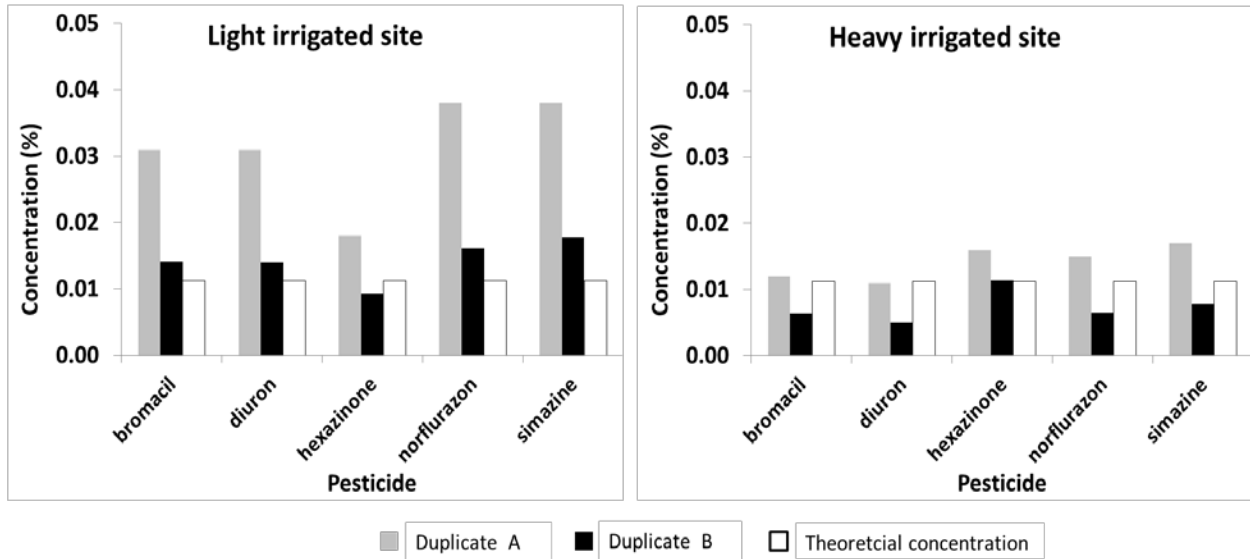 Light irrigated site
Concentration (%)
0.05
0.04
0.03
0.02
0.01
0.00
bromacil
diuron
hexazinone
norflurazon
simazine
Pesticide
Heavy irrigated site
Concentration (%)
0.05
0.04
0.03
0.02
0.01
0.00
bromacil
diuron
hexazinone
norflurazon
simazine
Pesticide
Duplicate A Duplicate B Theoretcial concentration